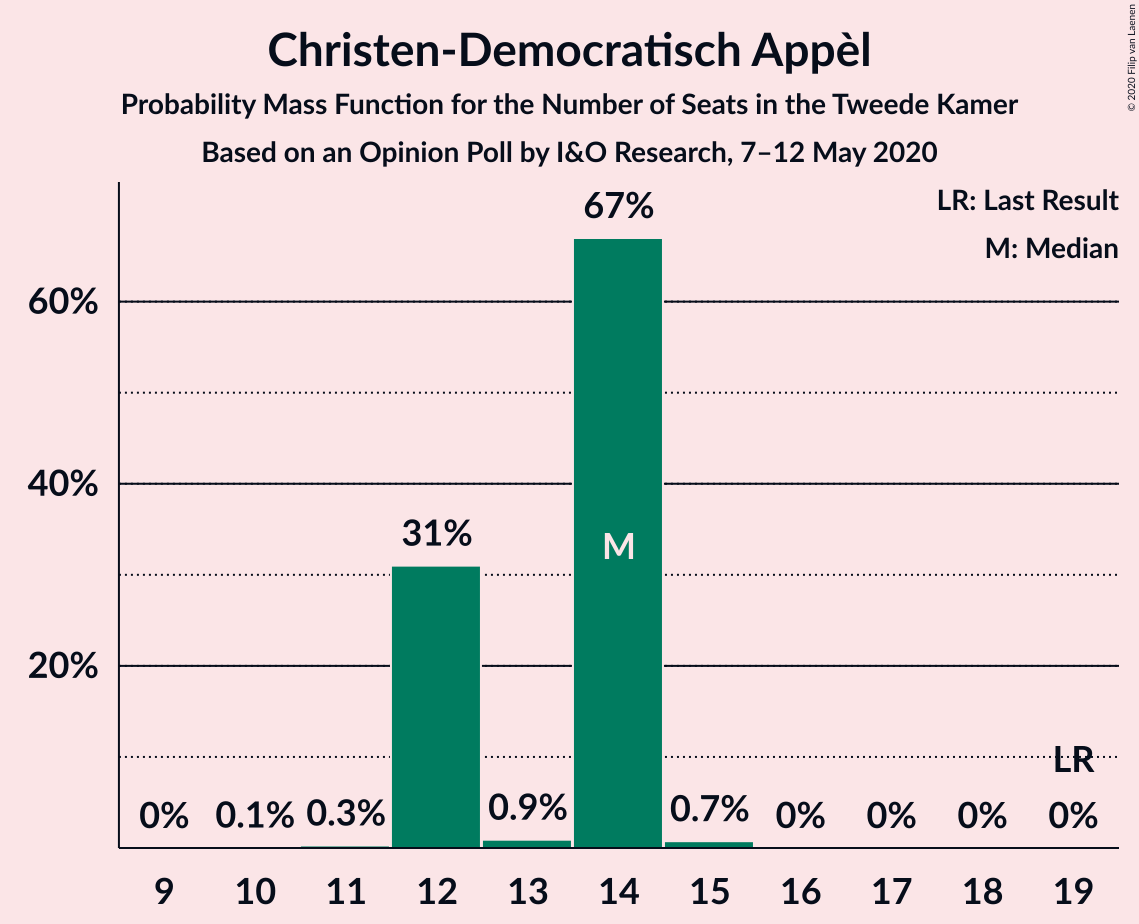 Christen-Democratisch Appèl
Probability Mass Function for the Number of Seats in the Tweede Kamer
Based on an Opinion Poll by I&O Research, 7–12 May 2020
© 2020 Filip van Laenen
LR: Last Result
M: Median
67%
60%
40%
31%
M
20%
LR
0% 0.1% 0.3% 0.9% 0.7% 0% 0% 0% 0%
9 10 11 12 13 14 15 16 17 18 19